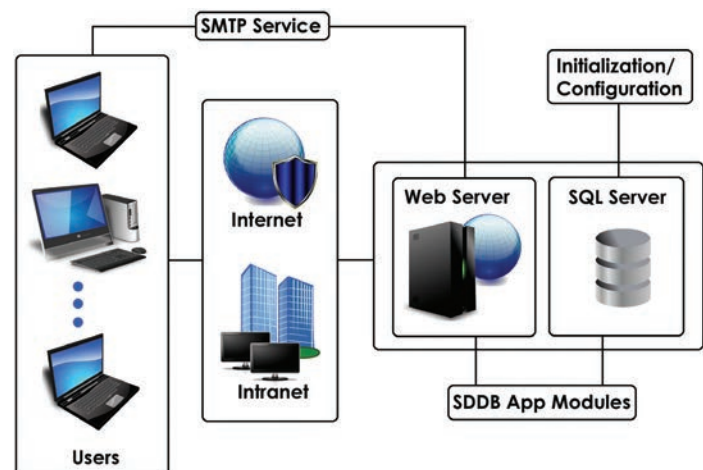 SMTP Service
Initialization/
Configuration
Web Server
SQL Server
Internet
Intranet
SDDB App Modules
Users